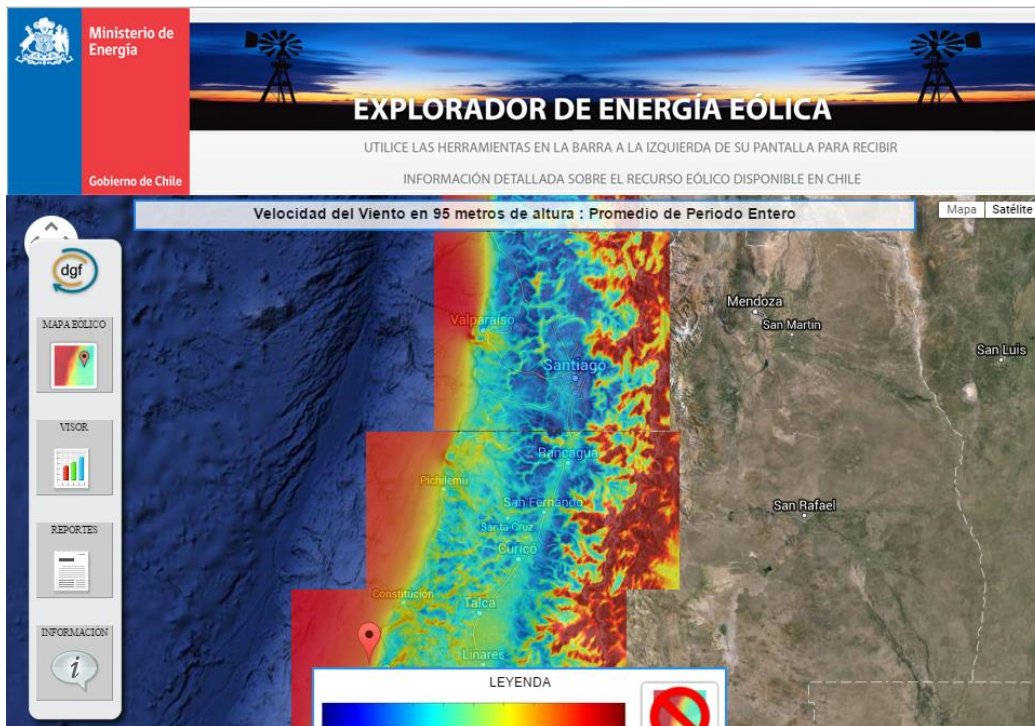 Ministerio de
Energía
Gobierno de Chile
EXPLORADOR DE ENERGÍA EÓLICA
UTILICE LAS HERRAMIENTAS EN LA BARRA A LA IZQUIERDA DE SU PANTALLA PARA RECIBIR
INFORMACIÓN DETALLADA SOBRE EL RECURSO EÓLICO DISPONIBLE EN CHILE
Velocidad del Viento en 95 metros de altura : Promedio de Periodo Entero
Mapa
Satélite
dgf
MAPA EÓLICO
VISOR
REPORTES
INFORMACIÓN
i
Valparaíso
Santiago
Mendoza
San Martin
San Luis
Rancagua
Pichilemu
San Fernando
Santa Cruz
Curicó
San Rafael
Constitución
Talca
Linares
LEYENDA